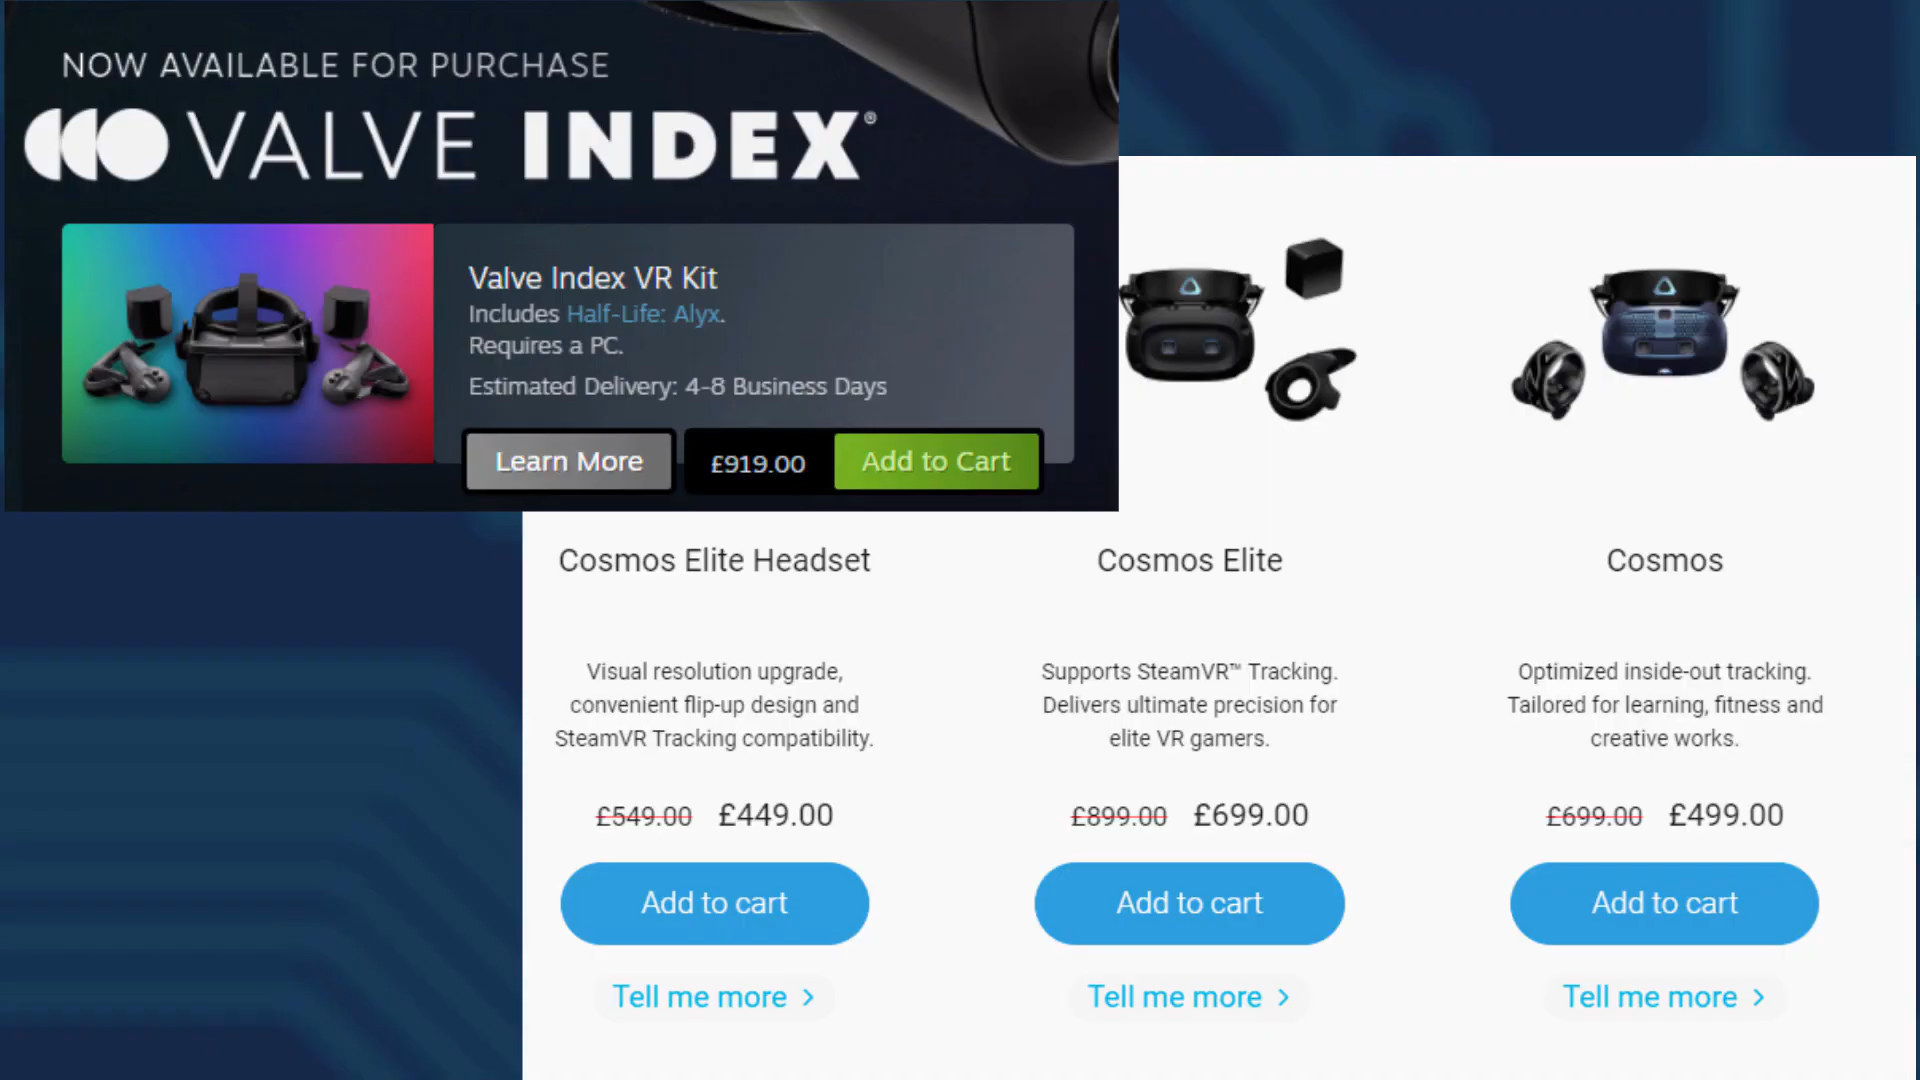 NOW AVAILABLE FOR PURCHASE
VALVE INDEX®
Valve Index VR Kit
Includes Half-Life: Alyx.
Requires a PC.
Estimated Delivery: 4-8 Business Days
Learn More
£919.00
Add to Cart
Cosmos Elite Headset
Visual resolution upgrade,
convenient flip-up design and
SteamVR Tracking compatibility.
£549.00 £449.00
Add to cart
Tell me more >
Cosmos Elite
Supports SteamVR™ Tracking.
Delivers ultimate precision for
elite VR gamers.
£899.00 £699.00
Add to cart
Tell me more >
Cosmos
Optimized inside-out tracking.
Tailored for learning, fitness and
creative works.
£699.00 £499.00
Add to cart
Tell me more >